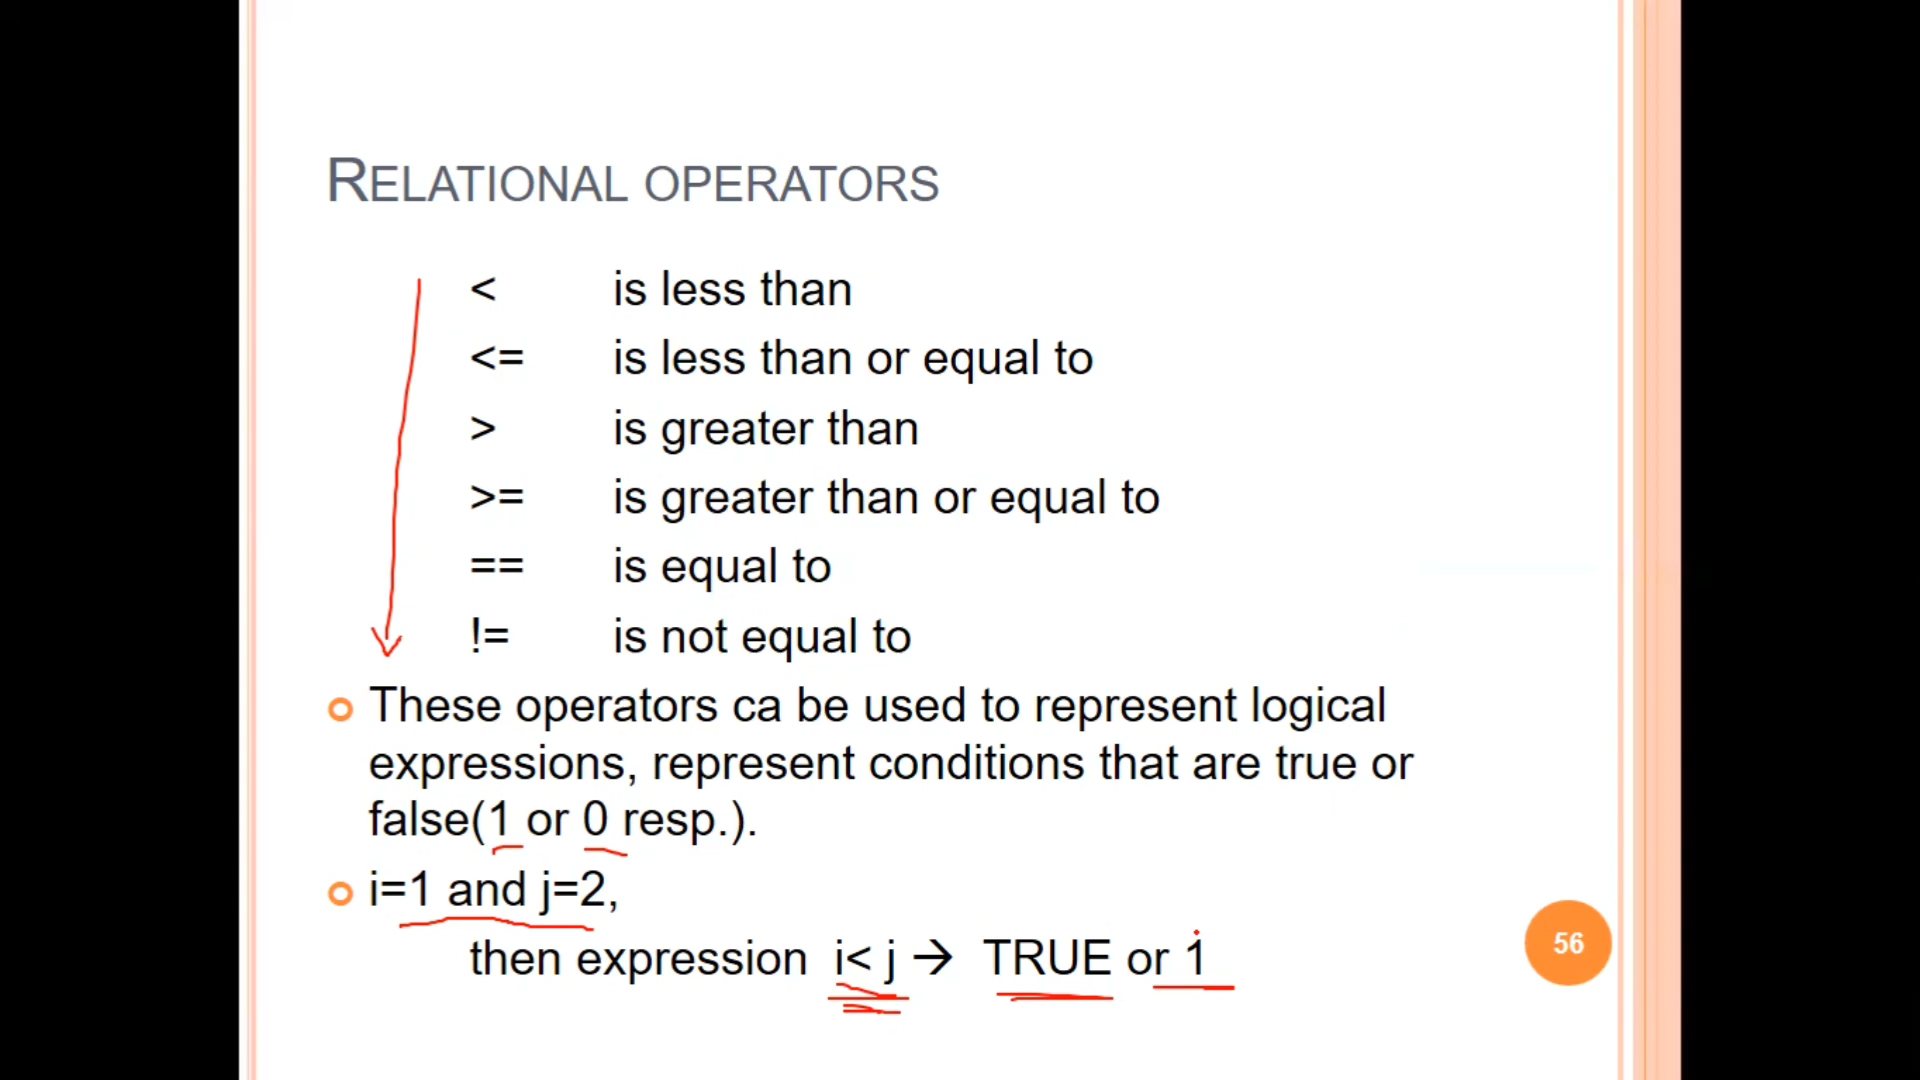 RELATIONAL OPERATORS
< is less than
<= is less than or equal to
> is greater than
>= is greater than or equal to
== is equal to
!= is not equal to
These operators ca be used to represent logical
expressions, represent conditions that are true or
false(1 or 0 resp.).
i=1 and j=2,
then expression i< j → TRUE or 1
56